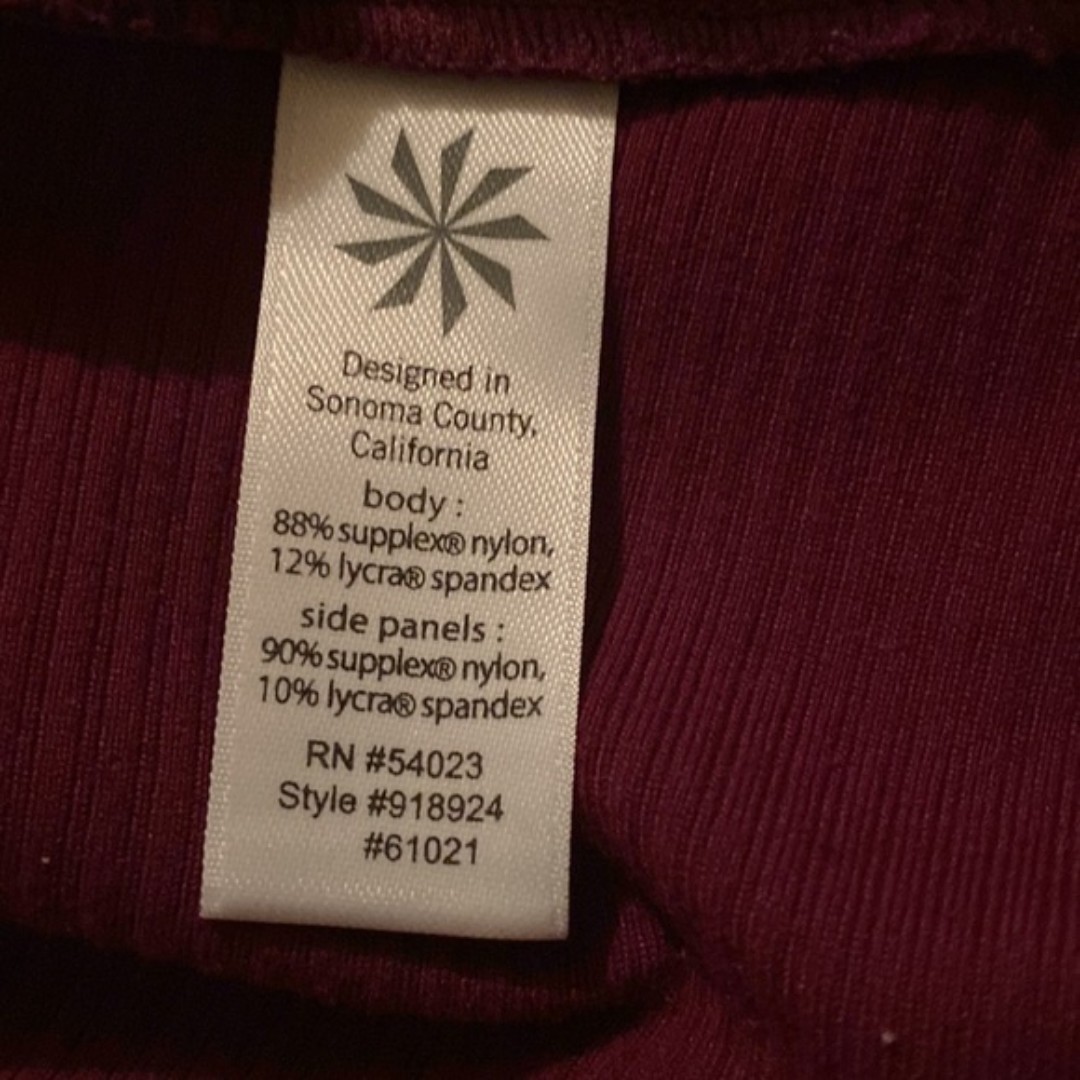 Designed in
Sonoma County,
California
body :
88% supplex® nylon,
12% lycra® spandex
side panels :
90% supplex® nylon,
10% lycra® spandex
RN #54023
Style #918924
#61021